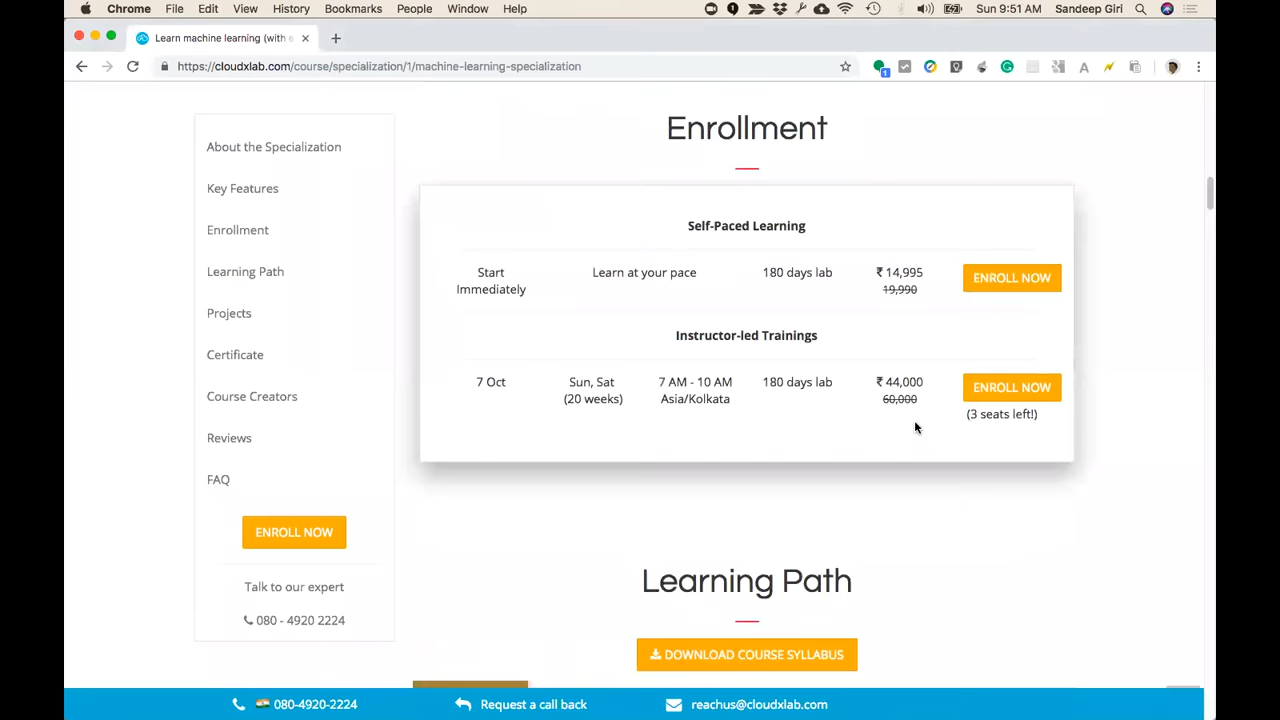 Chrome File Edit View History Bookmarks People Window Help Sun 9:51 AM Sandeep Giri
Learn machine learning (with e
https://cloudxlab.com/course/specialization/1/machine-learning-specialization
About the Specialization
Key Features
Enrollment
Learning Path
Projects
Certificate
Course Creators
Reviews
FAQ
ENROLL NOW
Talk to our expert
080 - 4920 2224
Enrollment
Self-Paced Learning
Start Learn at your pace 180 days lab ₹ 14,995 ENROLL NOW
Immediately 19,990
Instructor-led Trainings
7 Oct Sun, Sat 7 AM - 10 AM 180 days lab ₹ 44,000 ENROLL NOW
(20 weeks) Asia/Kolkata 60,000
(3 seats left!)
Learning Path
DOWNLOAD COURSE SYLLABUS
080-4920-2224 Request a call back reachus@cloudxlab.com